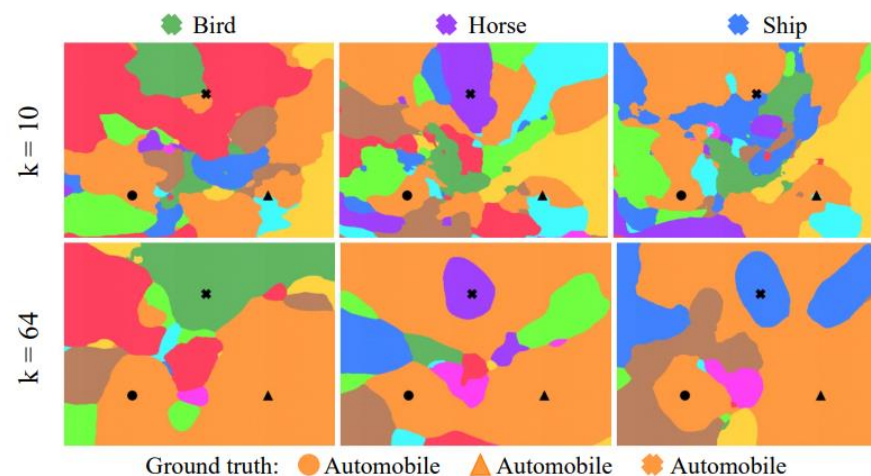 Bird Horse Ship
k = 10
k = 64
Ground truth: Automobile Automobile Automobile